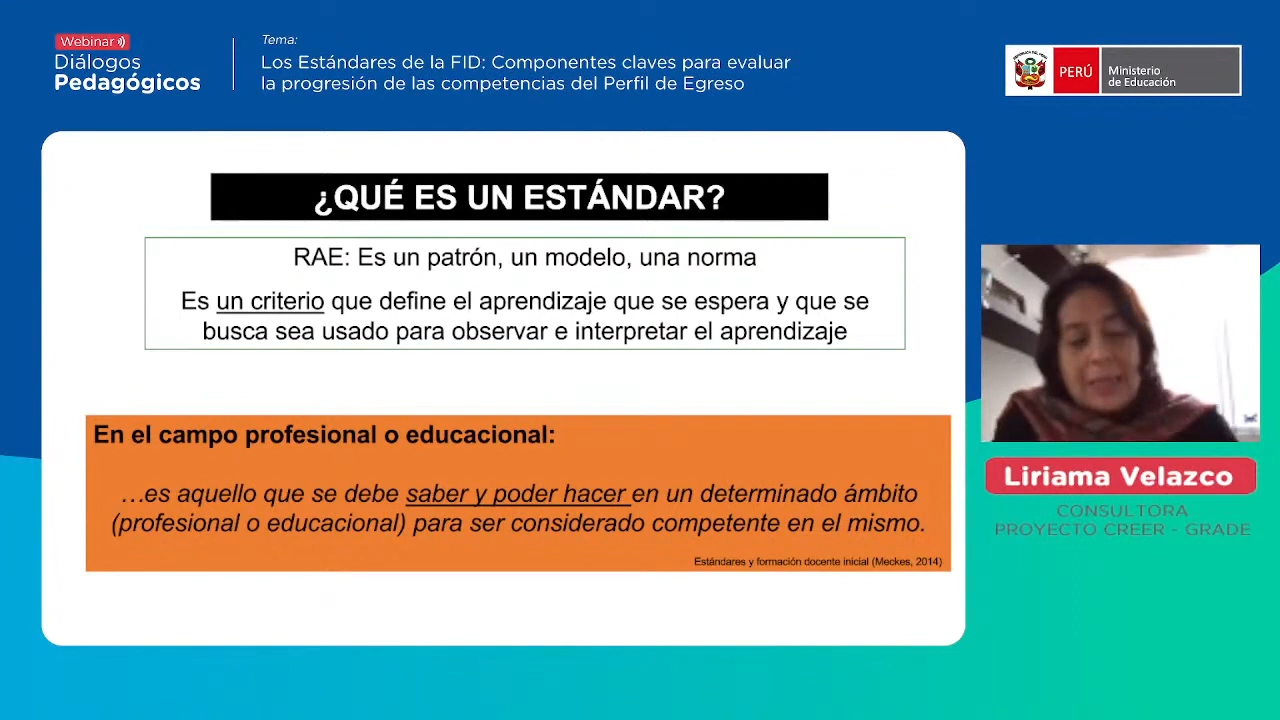 Webinar
Diálogos
Pedagógicos
Tema:
Los Estándares de la FID: Componentes claves para evaluar
la progresión de las competencias del Perfil de Egreso
PERÚ
Ministerio
de Educación
¿QUÉ ES UN ESTÁNDAR?
RAE: Es un patrón, un modelo, una norma
Es un criterio que define el aprendizaje que se espera y que se
busca sea usado para observar e interpretar el aprendizaje
En el campo profesional o educacional:
…es aquello que se debe saber y poder hacer en un determinado ámbito
(profesional o educacional) para ser considerado competente en el mismo.
Estándares y formación docente inicial (Meckes, 2014)
Liriama Velazco
CONSULTORA
PROYECTO CREER - GRADE